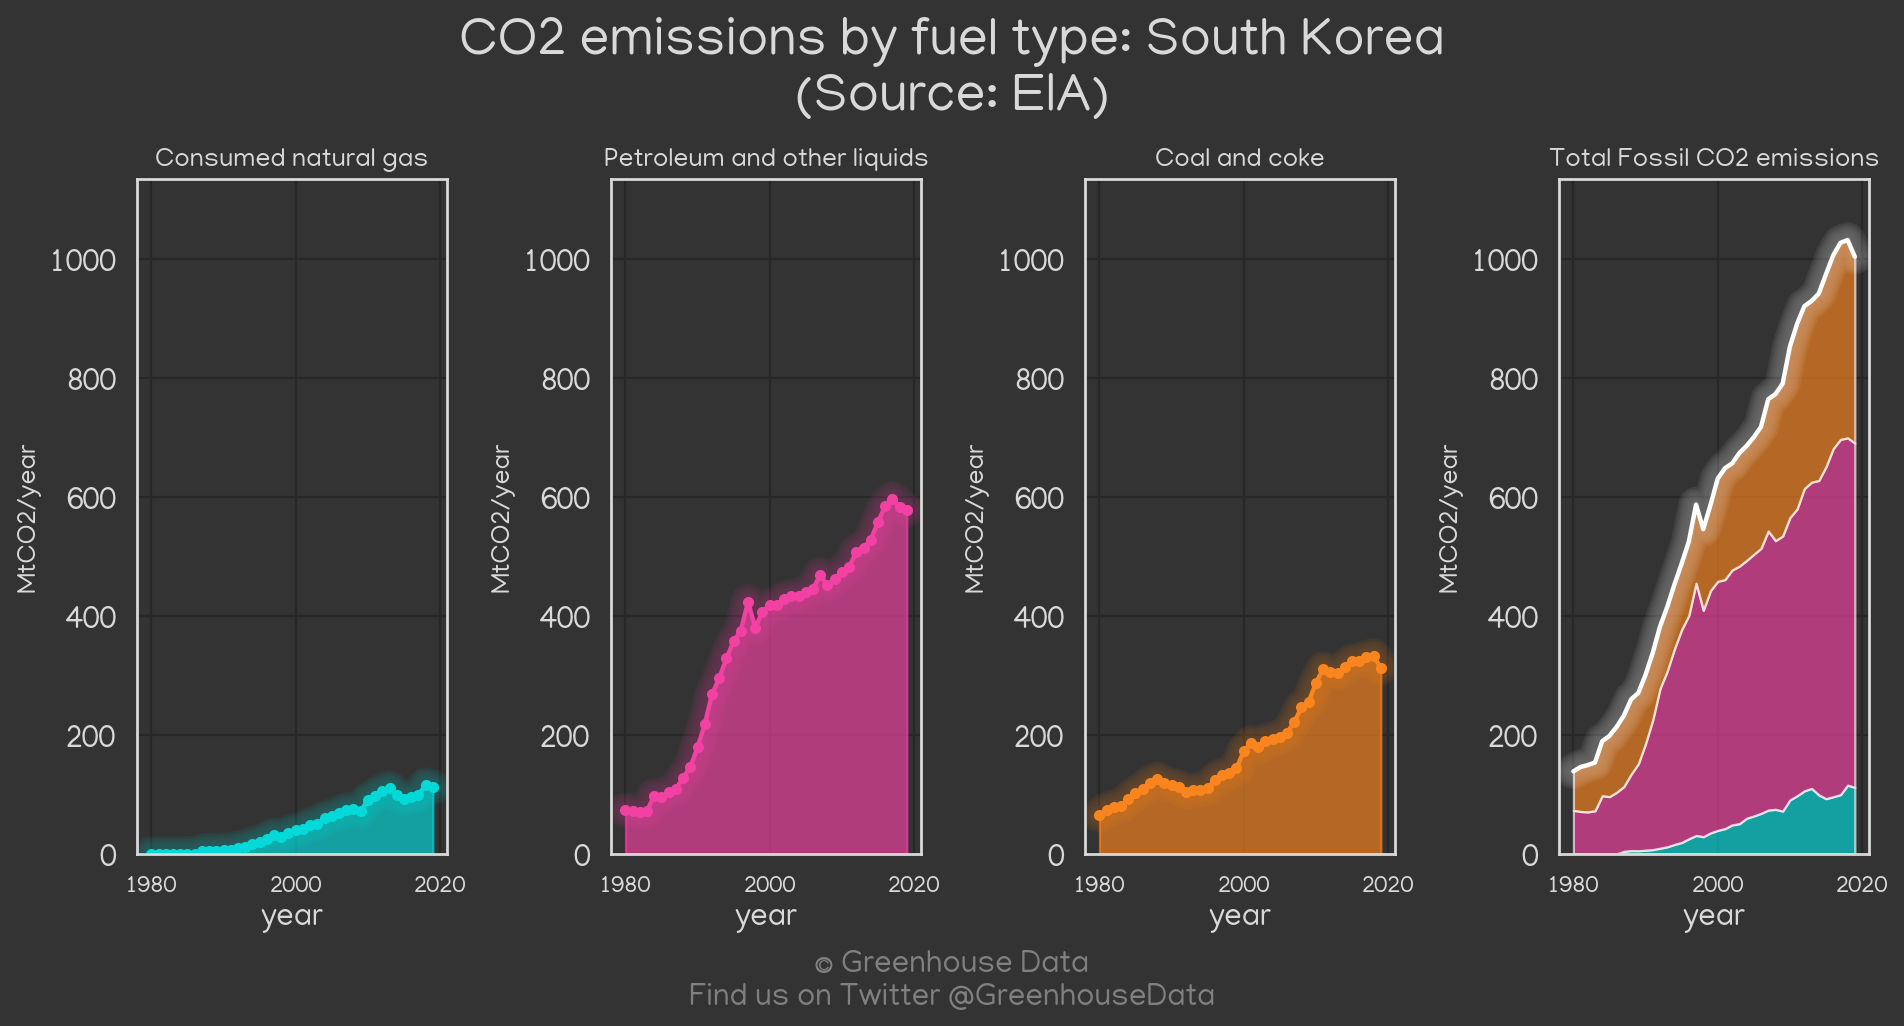 CO2 emissions by fuel type: South Korea
(Source: EIA)
Consumed natural gas
Petroleum and other liquids
Coal and coke
Total Fossil CO2 emissions
MtCO2/year
1000
800
600
400
200
0
1980 2000 2020
year
MtCO2/year
1000
800
600
400
200
0
1980 2000 2020
year
MtCO2/year
1000
800
600
400
200
0
1980 2000 2020
year
MtCO2/year
1000
800
600
400
200
0
1980 2000 2020
year
© Greenhouse Data
Find us on Twitter @GreenhouseData